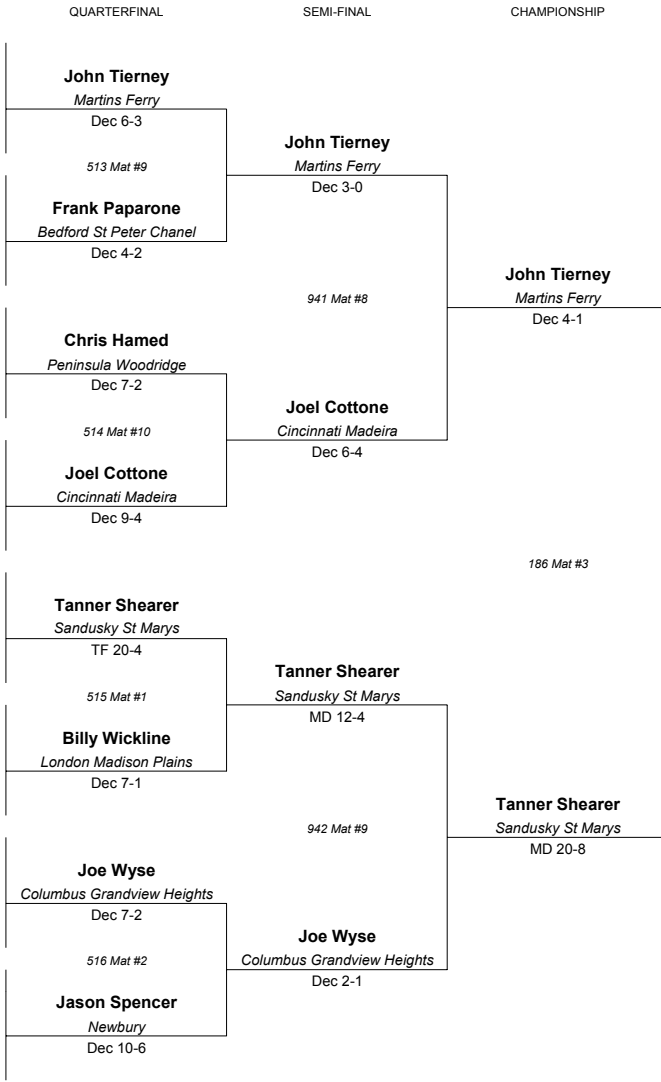 QUARTERFINAL
SEMI-FINAL
CHAMPIONSHIP
John Tierney
Martins Ferry
Dec 6-3
513 Mat #9
Frank Paparone
Bedford St Peter Chanel
Dec 4-2
John Tierney
Martins Ferry
Dec 3-0
941 Mat #8
John Tierney
Martins Ferry
Dec 4-1
Chris Hamed
Peninsula Woodridge
Dec 7-2
514 Mat #10
Joel Cottone
Cincinnati Madeira
Dec 9-4
Joel Cottone
Cincinnati Madeira
Dec 6-4
186 Mat #3
Tanner Shearer
Sandusky St Marys
TF 20-4
515 Mat #1
Billy Wickline
London Madison Plains
Dec 7-1
Tanner Shearer
Sandusky St Marys
MD 12-4
942 Mat #9
Tanner Shearer
Sandusky St Marys
MD 20-8
Joe Wyse
Columbus Grandview Heights
Dec 7-2
516 Mat #2
Jason Spencer
Newbury
Dec 10-6
Joe Wyse
Columbus Grandview Heights
Dec 2-1